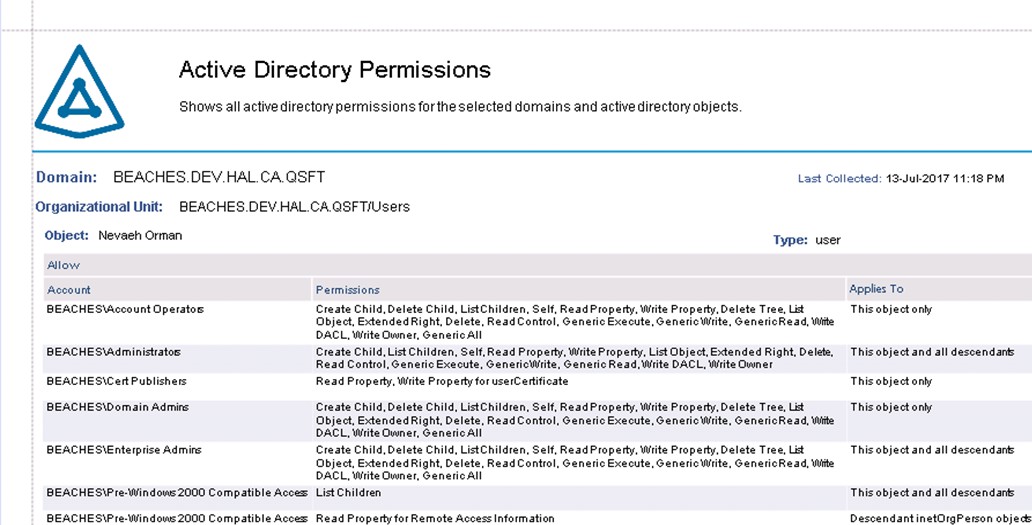 Active Directory Permissions
Shows all active directory permissions for the selected domains and active directory objects.
Domain: BEACHES.DEV.HAL.CA.QSFT
Last Collected: 13-Jul-2017 11:18 PM
Organizational Unit: BEACHES.DEV.HAL.CA.QSFT/Users
Object: Nevaeh Orman
Type: user
Allow
Account Permissions Applies To
BEACHES\Account Operators Create Child, Delete Child, ListChildren, Self, Read Property, Write Property, Delete Tree, List This object only
Object, Extended Right, Delete, Read Control, Generic Execute, Generic Write, Generic Read, Write
DACL, Write Owner, Generic All
BEACHES\Administrators Create Child, List Children, Self, Read Property, Write Property, List Object, Extended Right, Delete, This object and all descendants
Read Control, Generic Execute, Generic Write, Generic Read, Write DACL, Write Owner
BEACHES\Cert Publishers Read Property, Write Property for userCertificate This object only
BEACHES\Domain Admins Create Child, Delete Child, ListChildren, Self, Read Property, Write Property, Delete Tree, List This object only
Object, Extended Right, Delete, Read Control, Generic Execute, Generic Write, Generic Read, Write
DACL, Write Owner, Generic All
BEACHES\Enterprise Admins Create Child, Delete Child, ListChildren, Self, Read Property, Write Property, Delete Tree, List This object and all descendants
Object, Extended Right, Delete, Read Control, Generic Execute, Generic Write, Generic Read, Write
DACL, Write Owner, Generic All
BEACHES\Pre-Windows 2000 Compatible Access List Children This object and all descendants
BEACHES\Pre-Windows 2000 Compatible Access Read Property for Remote Access Information Descendant inetOrgPerson objects